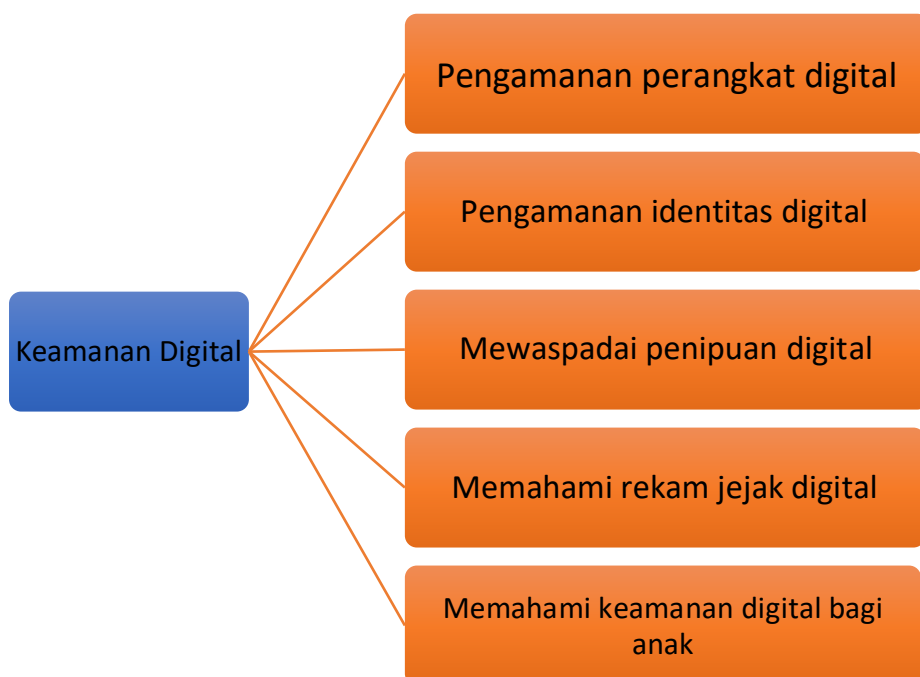 Pengamanan perangkat digital
Pengamanan identitas digital
Keamanan Digital
Mewaspadai penipuan digital
Memahami rekam jejak digital
Memahami keamanan digital bagi
anak